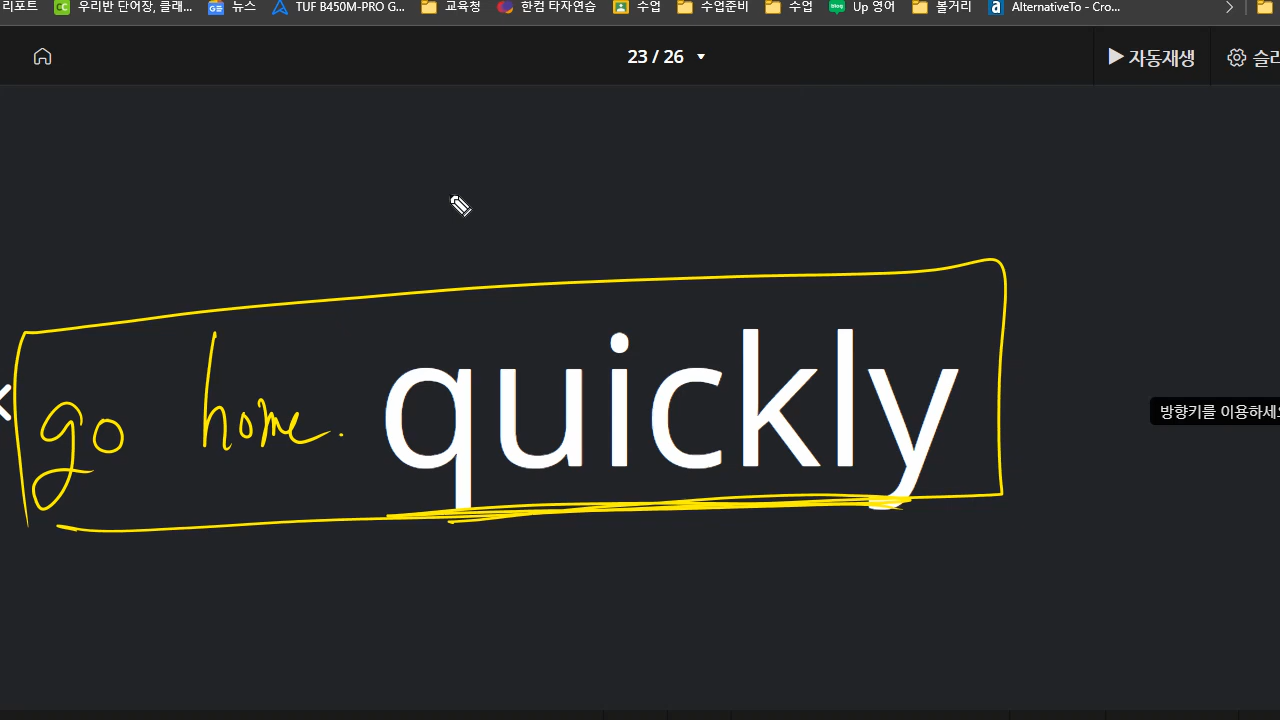 리포트 우리반 단어장, 클래... 뉴스 TUF B450M-PRO G... 교육청 한컴 타자연습 수업 수업준비 수업 Up 영어 볼거리 AlternativeTo - Cro...
23 / 26 자동재생 슬라
go home. quickly
방향키를 이용하세요